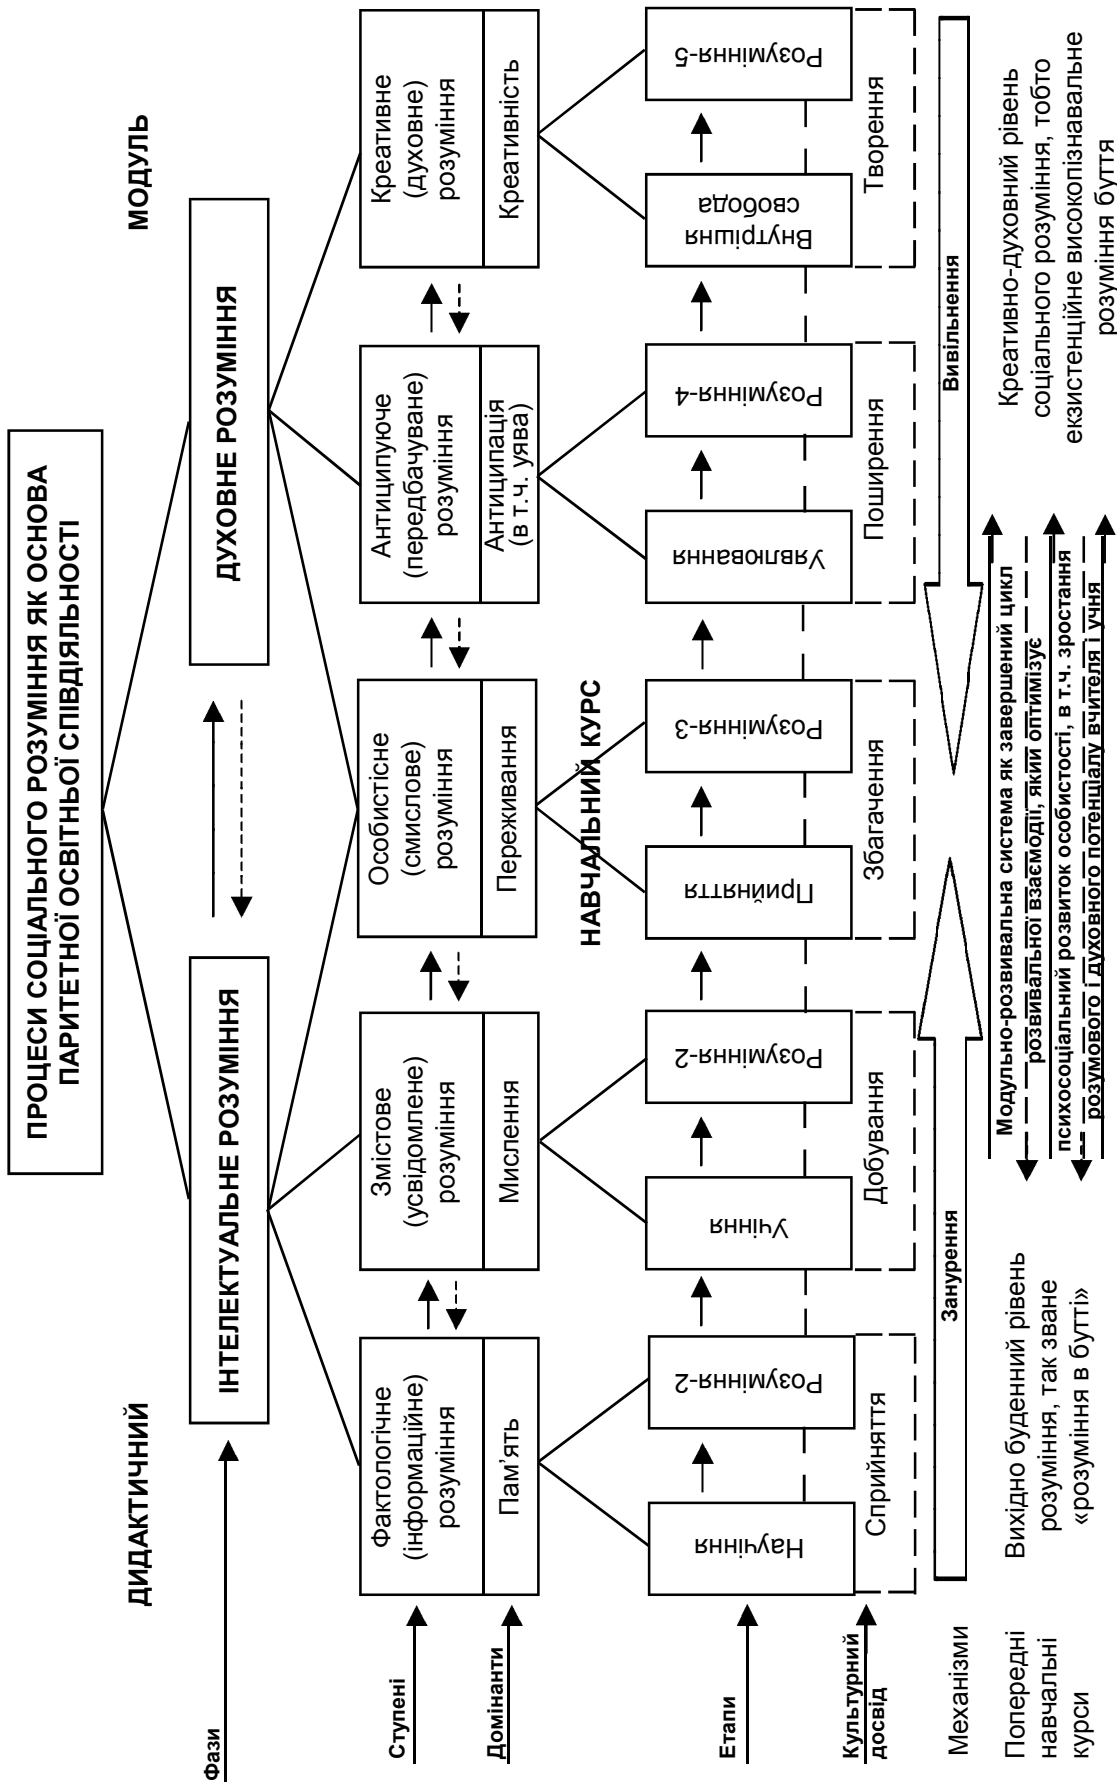 ПРОЦЕСИ СОЦІАЛЬНОГО РОЗУМІННЯ ЯК ОСНОВА
ПАРИТЕТНОЇ ОСВІТНЬОЇ СПІВДІЯЛЬНОСТІ
ДИДАКТИЧНИЙ
МОДУЛЬ
Фази
ІНТЕЛЕКТУАЛЬНЕ РОЗУМІННЯ
ДУХОВНЕ РОЗУМІННЯ
Ступені
Фактологічне
(інформаційне)
розуміння
Змістове
(усвідомлене)
розуміння
Особистісне
(смислове)
розуміння
Антиципуюче
(передбачуване)
розуміння
Креативне
(духовне)
розуміння
Домінанти
Пам’ять
Мислення
Переживання
Антиципація
(в т.ч. уява)
Креативність
НАВЧАЛЬНИЙ КУРС
Етапи
Научіння
Розуміння-2
Учіння
Розуміння-2
Прийняття
Розуміння-3
Уявлювання
Розуміння-4
Внутрішня
свобода
Розуміння-5
Культурний
досвід
Сприйняття
Добування
Збагачення
Поширення
Творення
Механізми
Занурення
Вивільнення
Попередні
навчальні
курси
Вихідно буденний рівень
розуміння, так зване
«розуміння в бутті»
Модульно-розвивальна система як завершений цикл
розвивальної взаємодії, який оптимізує
психосоціальний розвиток особистості, в т.ч. зростання
розумового і духовного потенціалу вчителя і учня
Креативно-духовний рівень
соціального розуміння, тобто
екзистенційне високопізнавальне
розуміння буття